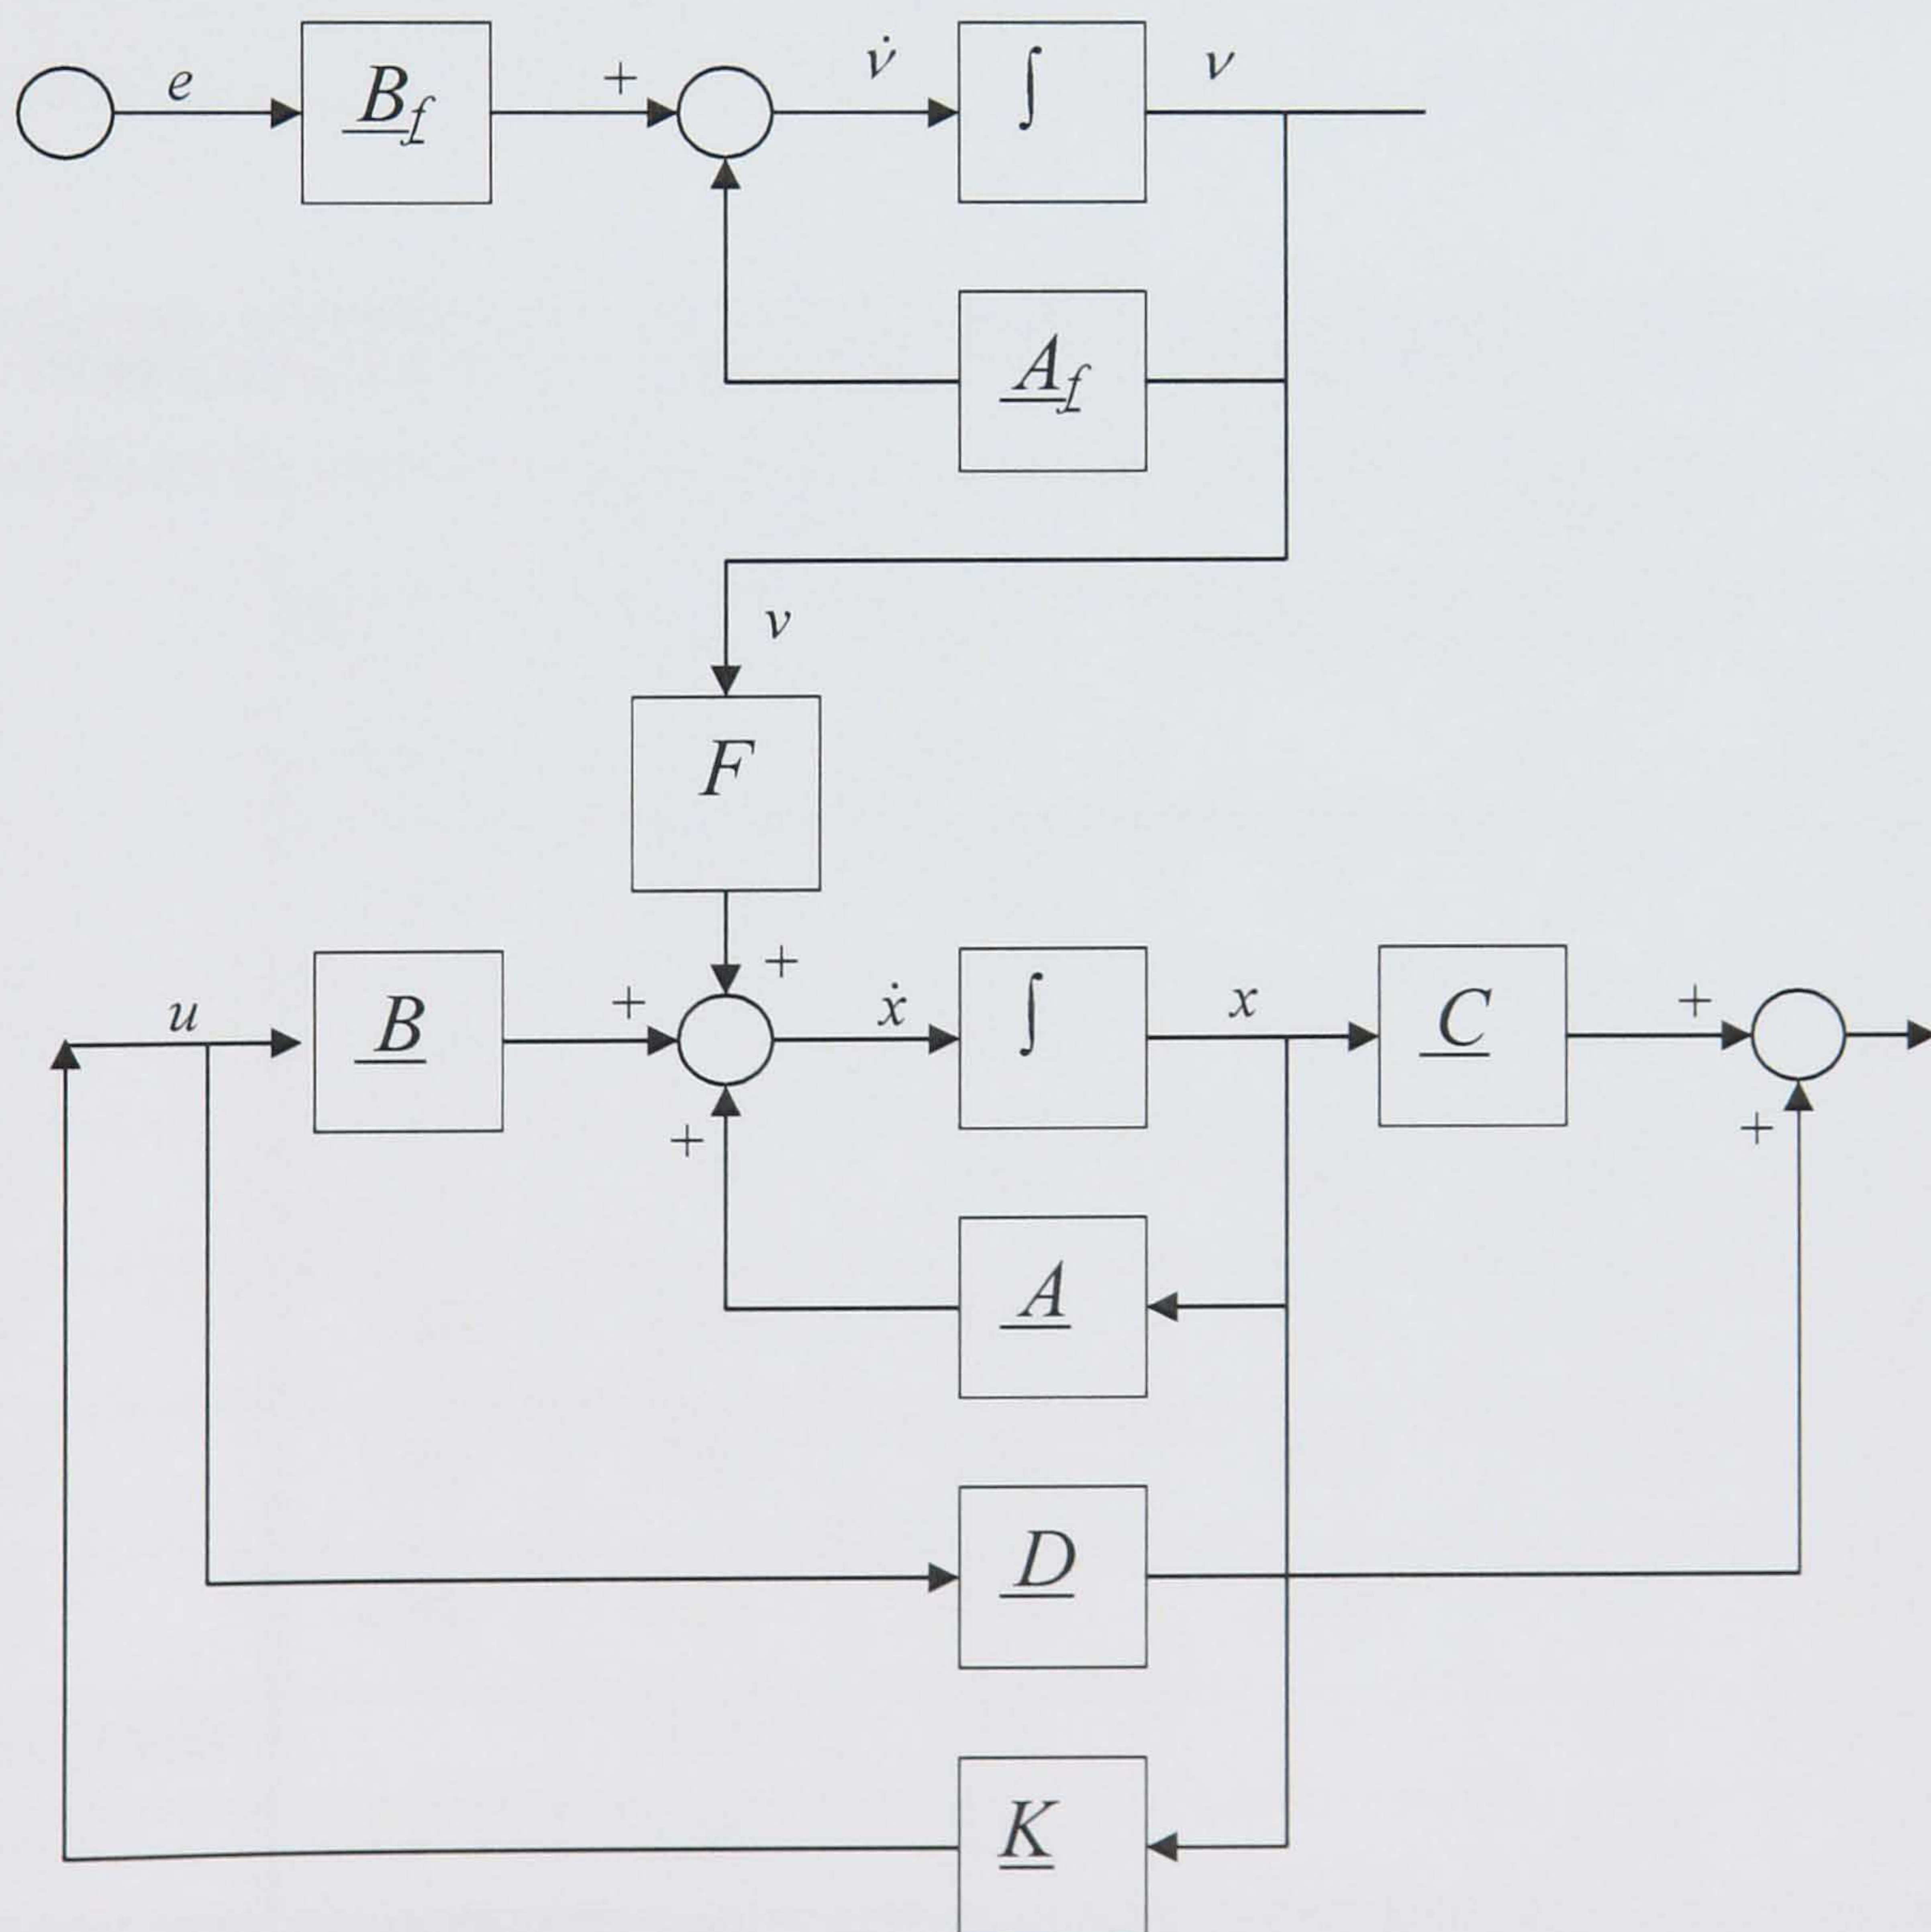 e
B_f
+
v̇
∫
ν
A_f
v
F
+
u
B
+
ẋ
∫
x
C
+
+
A
+
D
K